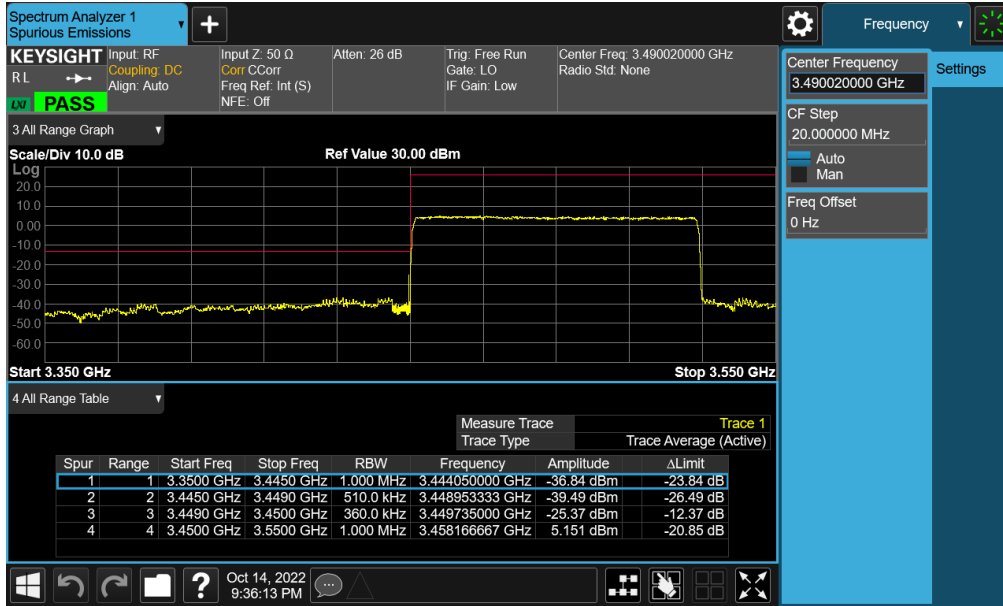 Spectrum Analyzer 1
Spurious Emissions
Frequency
KEYSIGHT
RL
LXI
PASS
Input: RF
Coupling: DC
Align: Auto
Input Z: 50 Ω
Corr CCorr
Freq Ref: Int (S)
NFE: Off
Atten: 26 dB
Trig: Free Run
Gate: LO
IF Gain: Low
Center Freq: 3.490020000 GHz
Radio Std: None
Center Frequency
3.490020000 GHz
Settings
CF Step
20.000000 MHz
Auto
Man
Freq Offset
0 Hz
3 All Range Graph
Scale/Div 10.0 dB
Ref Value 30.00 dBm
Log
20.0
10.0
0.00
-10.0
-20.0
-30.0
-40.0
-50.0
-60.0
Start 3.350 GHz
Stop 3.550 GHz
4 All Range Table
Measure Trace Trace 1
Trace Type Trace Average (Active)
Spur Range Start Freq Stop Freq RBW Frequency Amplitude ΔLimit
1 1 3.3500 GHz 3.4450 GHz 1.000 MHz 3.444050000 GHz -36.84 dBm -23.84 dB
2 2 3.4450 GHz 3.4490 GHz 510.0 kHz 3.448953333 GHz -39.49 dBm -26.49 dB
3 3 3.4490 GHz 3.4500 GHz 360.0 kHz 3.449735000 GHz -25.37 dBm -12.37 dB
4 4 3.4500 GHz 3.5500 GHz 1.000 MHz 3.458166667 GHz 5.151 dBm -20.85 dB
?
Oct 14, 2022
9:36:13 PM